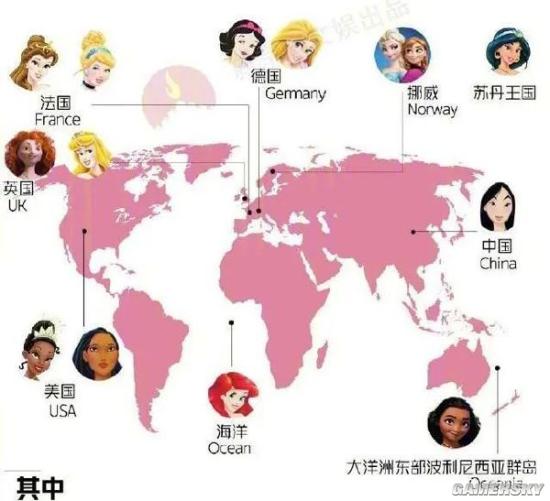 娱出品
德国
Germany
挪威
Norway
苏丹王国
法国
France
英国
UK
中国
China
美国
USA
海洋
Ocean
大洋洲东部波利尼西亚群岛
Oceania
其中
GAMERSKY